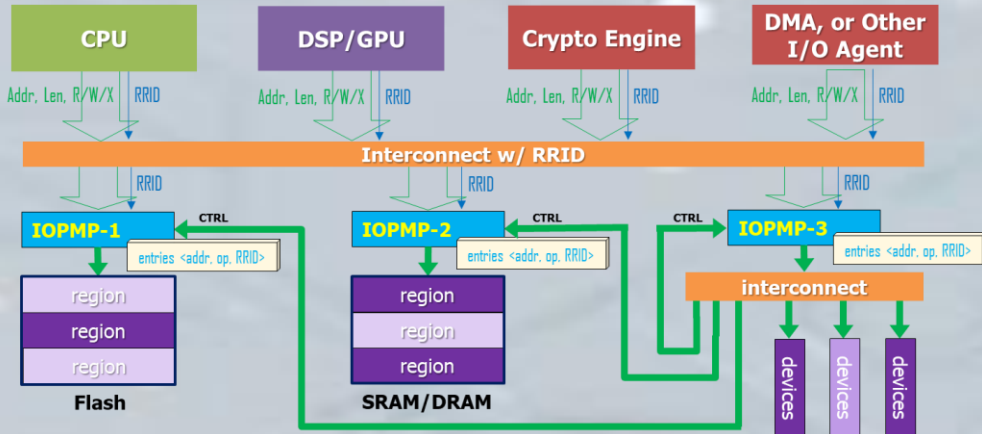 CPU
DSP/GPU
Crypto Engine
DMA, or Other
I/O Agent
Addr, Len, R/W/X
RRID
Addr, Len, R/W/X
RRID
Addr, Len, R/W/X
RRID
Addr, Len, R/W/X
RRID
Interconnect w/ RRID
RRID
RRID
RRID
IOPMP-1
CTRL
IOPMP-2
CTRL
CTRL
IOPMP-3
entries <addr. op. RRID>
entries <addr. op. RRID>
entries <addr. op. RRID>
region
region
region
Flash
region
region
region
SRAM/DRAM
interconnect
devices
devices
devices